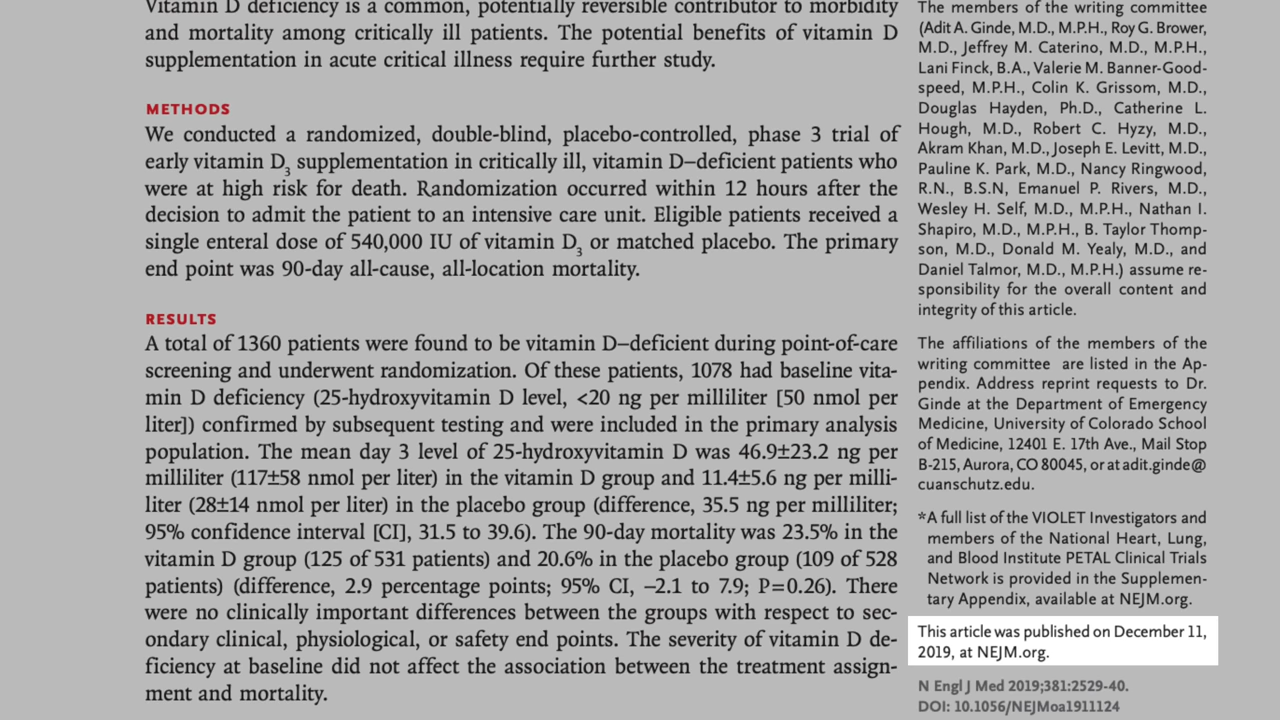 Vitamin D deficiency is a common, potentially reversible contributor to morbidity
and mortality among critically ill patients. The potential benefits of vitamin D
supplementation in acute critical illness require further study.
METHODS
We conducted a randomized, double-blind, placebo-controlled, phase 3 trial of
early vitamin D₃ supplementation in critically ill, vitamin D–deficient patients who
were at high risk for death. Randomization occurred within 12 hours after the
decision to admit the patient to an intensive care unit. Eligible patients received a
single enteral dose of 540,000 IU of vitamin D₃ or matched placebo. The primary
end point was 90-day all-cause, all-location mortality.
RESULTS
A total of 1360 patients were found to be vitamin D–deficient during point-of-care
screening and underwent randomization. Of these patients, 1078 had baseline vita-
min D deficiency (25-hydroxyvitamin D level, <20 ng per milliliter [50 nmol per
liter]) confirmed by subsequent testing and were included in the primary analysis
population. The mean day 3 level of 25-hydroxyvitamin D was 46.9±23.2 ng per
milliliter (117±58 nmol per liter) in the vitamin D group and 11.4±5.6 ng per milli-
liter (28±14 nmol per liter) in the placebo group (difference, 35.5 ng per milliliter;
95% confidence interval [CI], 31.5 to 39.6). The 90-day mortality was 23.5% in the
vitamin D group (125 of 531 patients) and 20.6% in the placebo group (109 of 528
patients) (difference, 2.9 percentage points; 95% CI, −2.1 to 7.9; P=0.26). There
were no clinically important differences between the groups with respect to sec-
ondary clinical, physiological, or safety end points. The severity of vitamin D de-
ficiency at baseline did not affect the association between the treatment assign-
ment and mortality.
The members of the writing committee
(Adit A. Ginde, M.D., M.P.H., Roy G. Brower,
M.D., Jeffrey M. Caterino, M.D., M.P.H.,
Lani Finck, B.A., Valerie M. Banner-Good-
speed, M.P.H., Colin K. Grissom, M.D.,
Douglas Hayden, Ph.D., Catherine L.
Hough, M.D., Robert C. Hyzy, M.D.,
Akram Khan, M.D., Joseph E. Levitt, M.D.,
Pauline K. Park, M.D., Nancy Ringwood,
R.N., B.S.N, Emanuel P. Rivers, M.D.,
Wesley H. Self, M.D., M.P.H., Nathan I.
Shapiro, M.D., M.P.H., B. Taylor Thomp-
son, M.D., Donald M. Yealy, M.D., and
Daniel Talmor, M.D., M.P.H.) assume re-
sponsibility for the overall content and
integrity of this article.
The affiliations of the members of the
writing committee are listed in the Ap-
pendix. Address reprint requests to Dr.
Ginde at the Department of Emergency
Medicine, University of Colorado School
of Medicine, 12401 E. 17th Ave., Mail Stop
B-215, Aurora, CO 80045, or at adit.ginde@
cuanschutz.edu.
*A full list of the VIOLET Investigators and
members of the National Heart, Lung,
and Blood Institute PETAL Clinical Trials
Network is provided in the Supplemen-
tary Appendix, available at NEJM.org.
This article was published on December 11,
2019, at NEJM.org.
N Engl J Med 2019;381:2529-40.
DOI: 10.1056/NEJMoa1911124